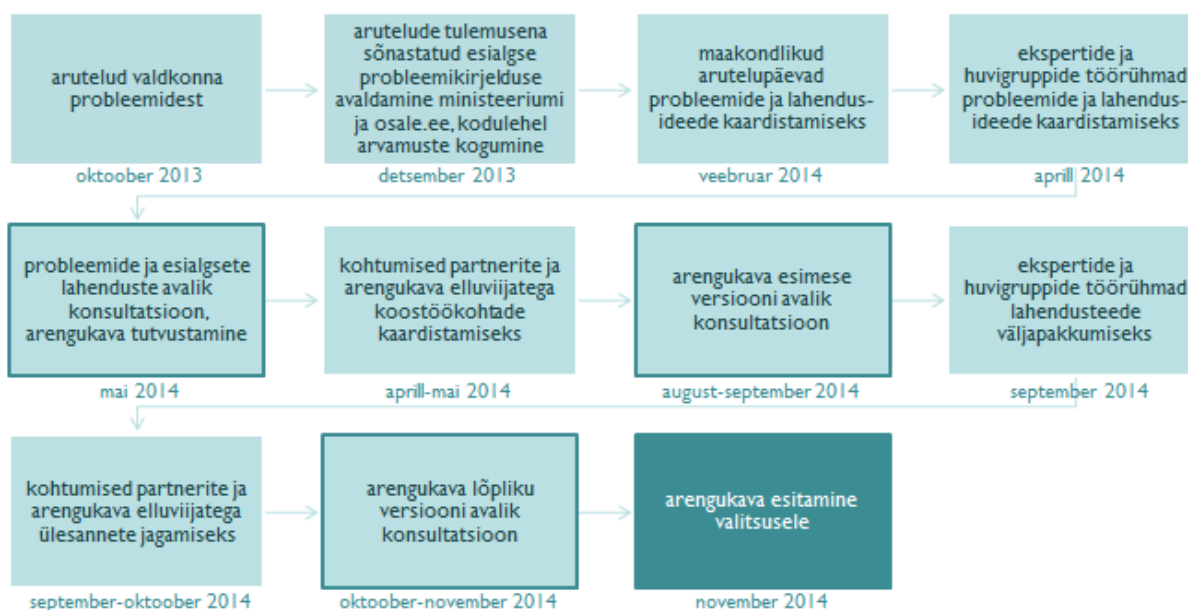 arutelud valdkonna
probleemidest
oktoober 2013
arutelude tulemusena
sõnastatud esialgse
probleemikirjelduse
avaldamine ministeeriumi
ja osale.ee, kodulehel
arvamuste kogumine
detsember 2013
maakondlikud
arutelupäevad
probleemide ja lahendus-
ideede kaardistamiseks
veebruar 2014
ekspertide ja
huvigruppide töörühmad
probleemide ja lahendus-
ideede kaardistamiseks
aprill 2014
probleemide ja esialgsete
lahenduste avalik
konsultatsioon,
arengukava tutvustamine
mai 2014
kohtumised partnerite ja
arengukava elluviijatega
koostöökohtade
kaardistamiseks
aprill-mai 2014
arengukava esimese
versiooni avalik
konsultatsioon
august-september 2014
ekspertide ja
huvigruppide töörühmad
lahendusteede
väljapakkumiseks
september 2014
kohtumised partnerite ja
arengukava elluviijatega
ülesannete jagamiseks
september-oktoober 2014
arengukava lõpliku
versiooni avalik
konsultatsioon
oktoober-november 2014
arengukava esitamine
valitsusele
november 2014